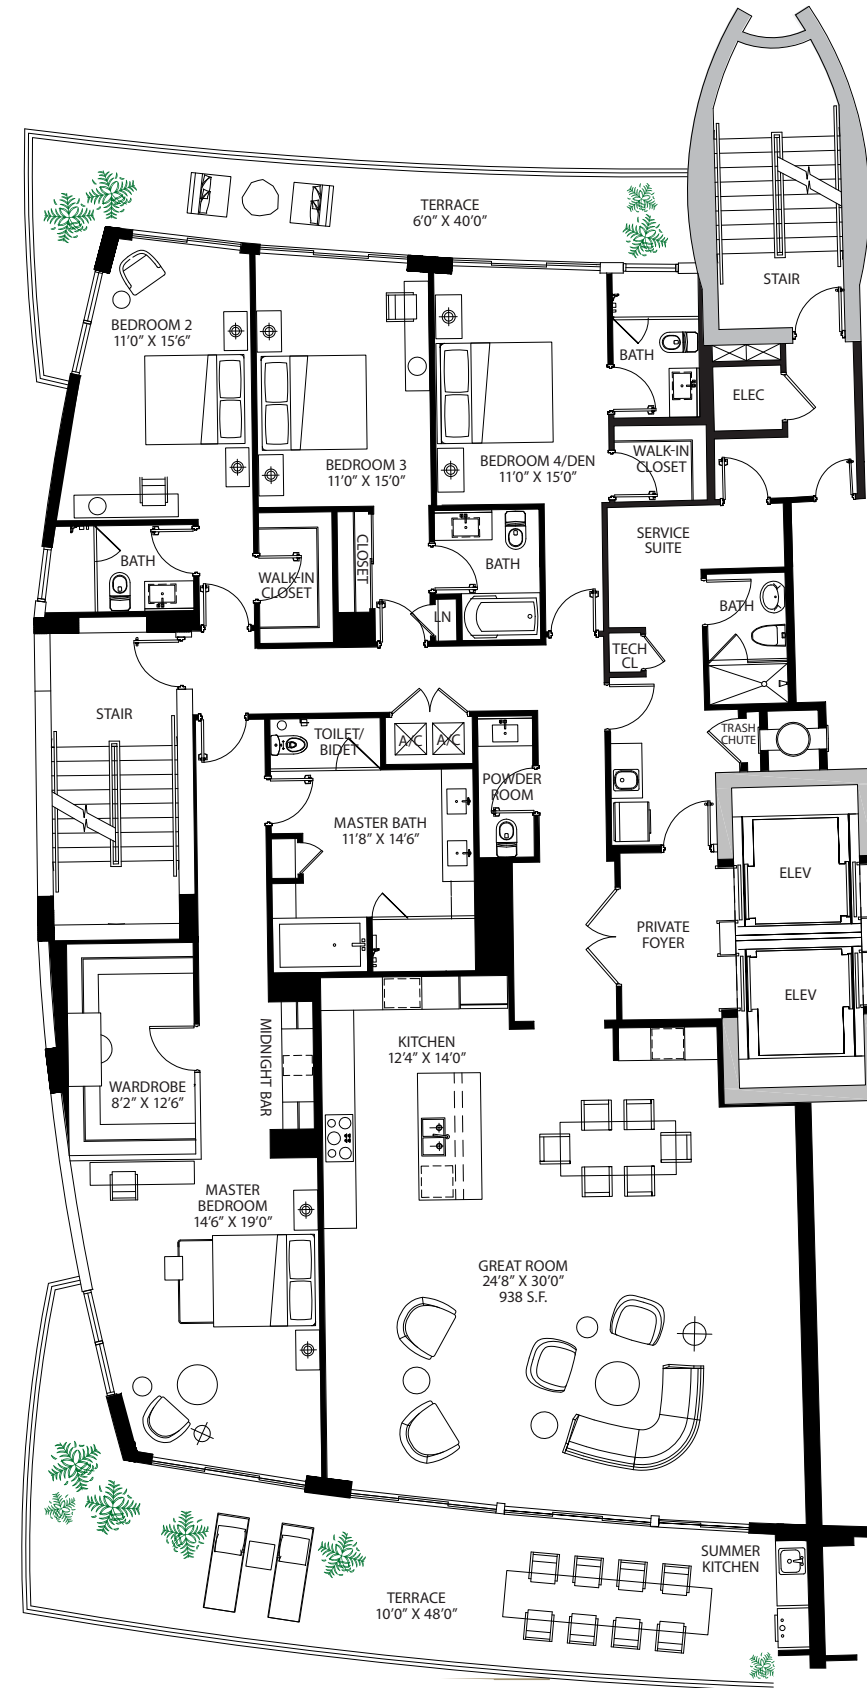 TERRACE
6'0” X 40'0”
STAIR
BEDROOM 2
11'0” X 15'6”
BATH
ELEC
BEDROOM 3
11'0” X 15'0”
BEDROOM 4/DEN
11'0” X 15'0”
WALK-IN
CLOSET
SERVICE
SUITE
BATH
WALK-IN
CLOSET
CLOSET
BATH
LN
BATH
TECH
CL
STAIR
TOILET/
BIDET
A/C
A/C
TRASH
CHUTE
POWDER
ROOM
MASTER BATH
11'8” X 14'6”
ELEV
PRIVATE
FOYER
ELEV
MIDNIGHT BAR
KITCHEN
12'4” X 14'0”
WARDROBE
8'2” X 12'6”
MASTER
BEDROOM
14'6” X 19'0”
GREAT ROOM
24'8” X 30'0”
938 S.F.
SUMMER
KITCHEN
TERRACE
10'0” X 48'0”